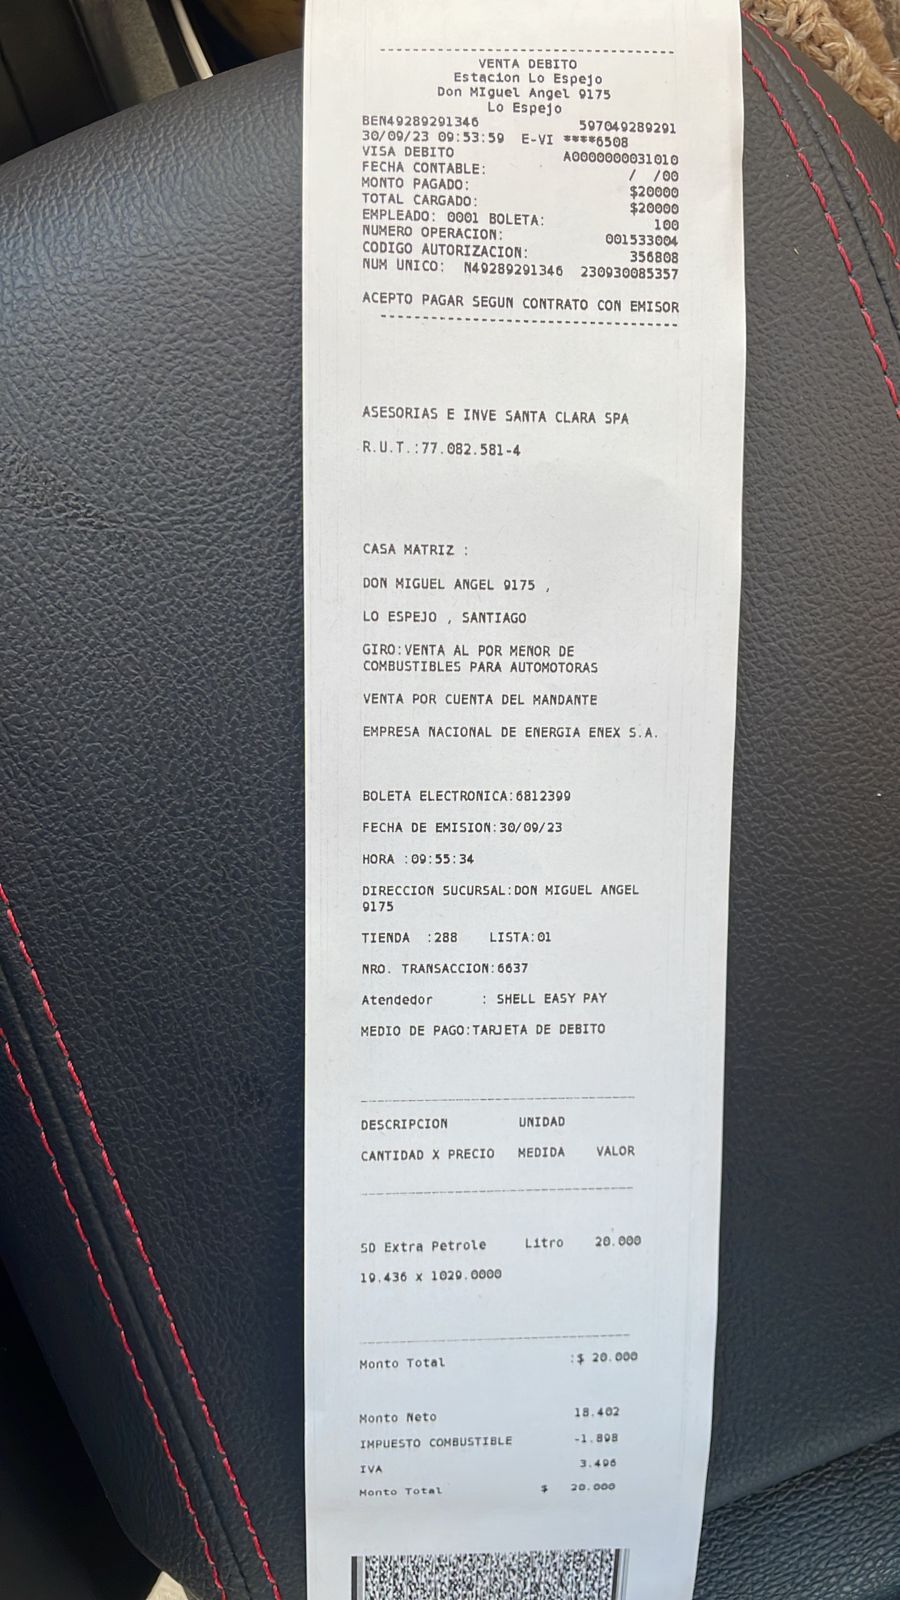 VENTA DEBITO
Estacion Lo Espejo
Don MIguel Angel 9175
Lo Espejo
BEN49289291346 597049289291
30/09/23 09:53:59 E-VI ****6508
VISA DEBITO A0000000031010
FECHA CONTABLE: / /00
MONTO PAGADO: $20000
TOTAL CARGADO: $20000
EMPLEADO: 0001 BOLETA: 100
NUMERO OPERACION: 001533004
CODIGO AUTORIZACION: 356808
NUM UNICO: N49289291346 230930085357
ACEPTO PAGAR SEGUN CONTRATO CON EMISOR
ASESORIAS E INVE SANTA CLARA SPA
R.U.T.:77.082.581-4
CASA MATRIZ :
DON MIGUEL ANGEL 9175 ,
LO ESPEJO , SANTIAGO
GIRO:VENTA AL POR MENOR DE
COMBUSTIBLES PARA AUTOMOTORAS
VENTA POR CUENTA DEL MANDANTE
EMPRESA NACIONAL DE ENERGIA ENEX S.A.
BOLETA ELECTRONICA:6812399
FECHA DE EMISION:30/09/23
HORA :09:55:34
DIRECCION SUCURSAL:DON MIGUEL ANGEL
9175
TIENDA :288 LISTA:01
NRO. TRANSACCION:6637
Atendedor : SHELL EASY PAY
MEDIO DE PAGO:TARJETA DE DEBITO
DESCRIPCION UNIDAD
CANTIDAD X PRECIO MEDIDA VALOR
SD Extra Petrole Litro 20.000
19.436 x 1029.0000
Monto Total :$ 20.000
Monto Neto 18.402
IMPUESTO COMBUSTIBLE -1.898
IVA 3.496
Monto Total $ 20.000